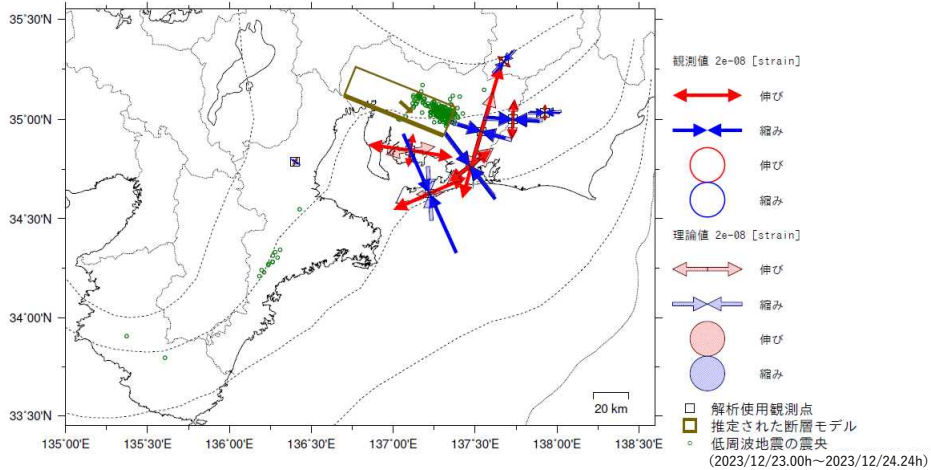 35°30'N
35°00'N
34°30'N
34°00'N
33°30'N
135°00'E
135°30'E
136°00'E
136°30'E
137°00'E
137°30'E
138°00'E
138°30'E
20 km
観測値 2e-08 [strain]
伸び
縮み
伸び
縮み
理論値 2e-08 [strain]
伸び
縮み
伸び
縮み
解析使用観測点
推定された断層モデル
低周波地震の震央
(2023/12/23.00h～2023/12/24.24h)